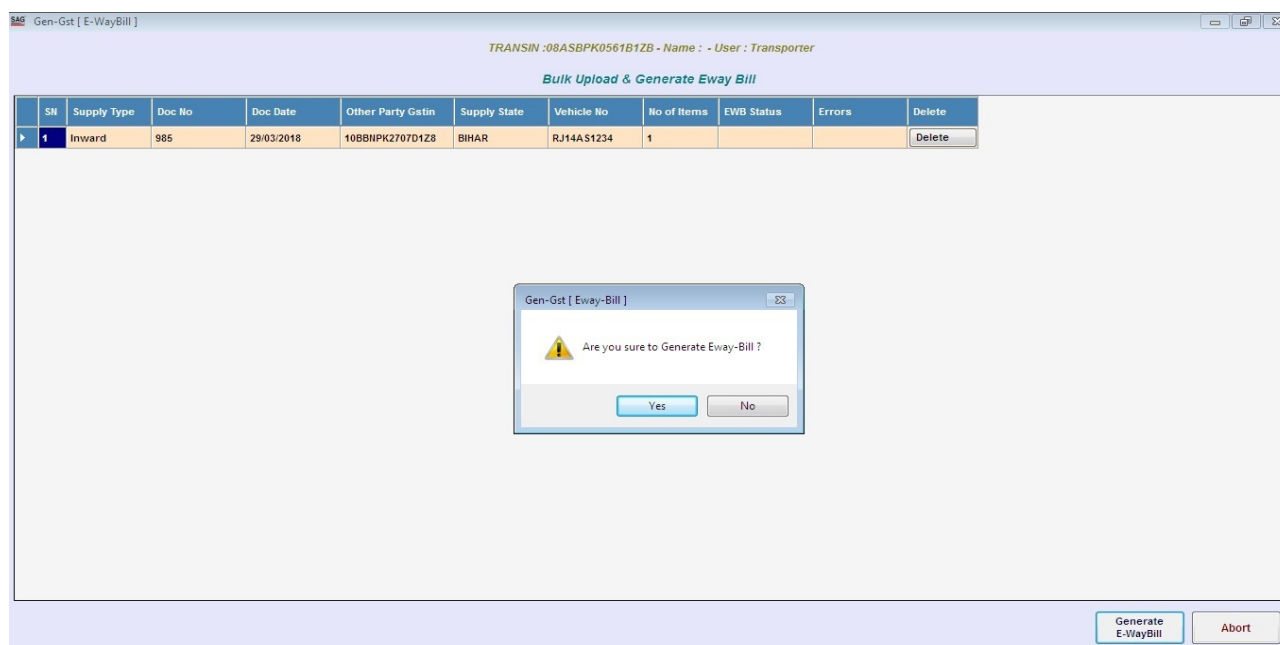 SAG Gen-Gst [ E-WayBill ]
TRANSIN :08ASBPK0561B1ZB - Name : - User : Transporter
Bulk Upload & Generate Eway Bill
SN Supply Type Doc No Doc Date Other Party Gstin Supply State Vehicle No No of Items EWB Status Errors Delete
1 Inward 985 29/03/2018 10BBNPK2707D1Z8 BIHAR RJ14AS1234 1 Delete
Gen-Gst [ Eway-Bill ]
Are you sure to Generate Eway-Bill ?
Yes No
Generate
E-WayBill
Abort